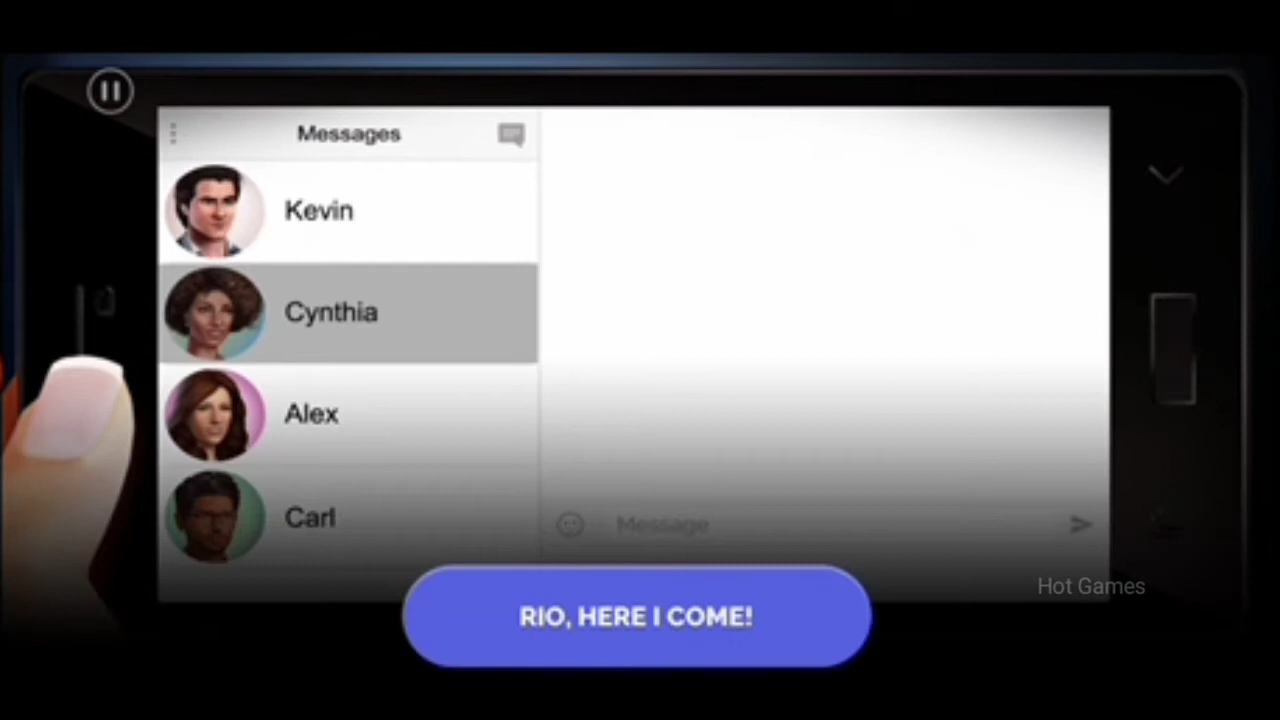 Messages
Kevin
Cynthia
Alex
Carl
Message
Hot Games
RIO, HERE I COME!